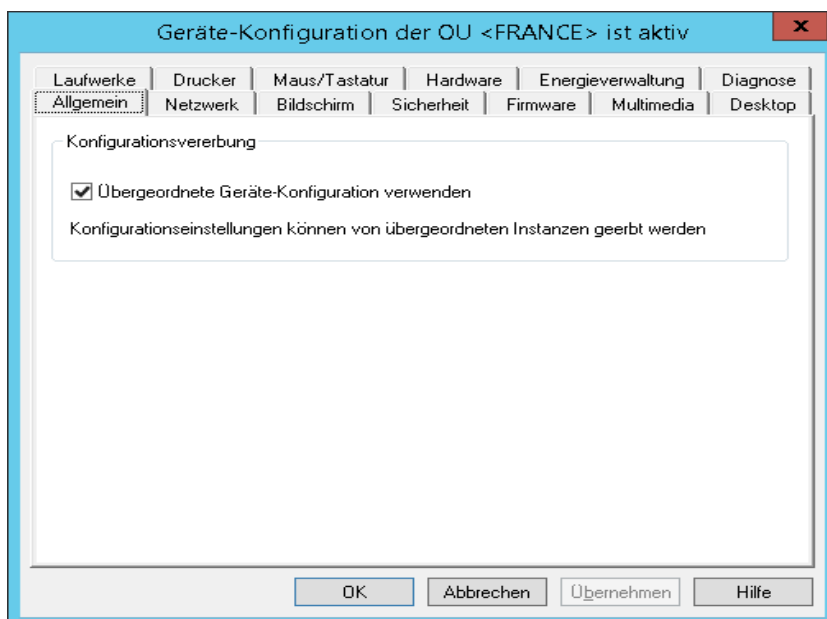 Geräte-Konfiguration der OU <FRANCE> ist aktiv
x
Laufwerke Drucker Maus/Tastatur Hardware Energieverwaltung Diagnose
Allgemein Netzwerk Bildschirm Sicherheit Firmware Multimedia Desktop
Konfigurationsvererbung
Übergeordnete Geräte-Konfiguration verwenden
Konfigurationseinstellungen können von übergeordneten Instanzen geerbt werden
OK Abbrechen Übernehmen Hilfe